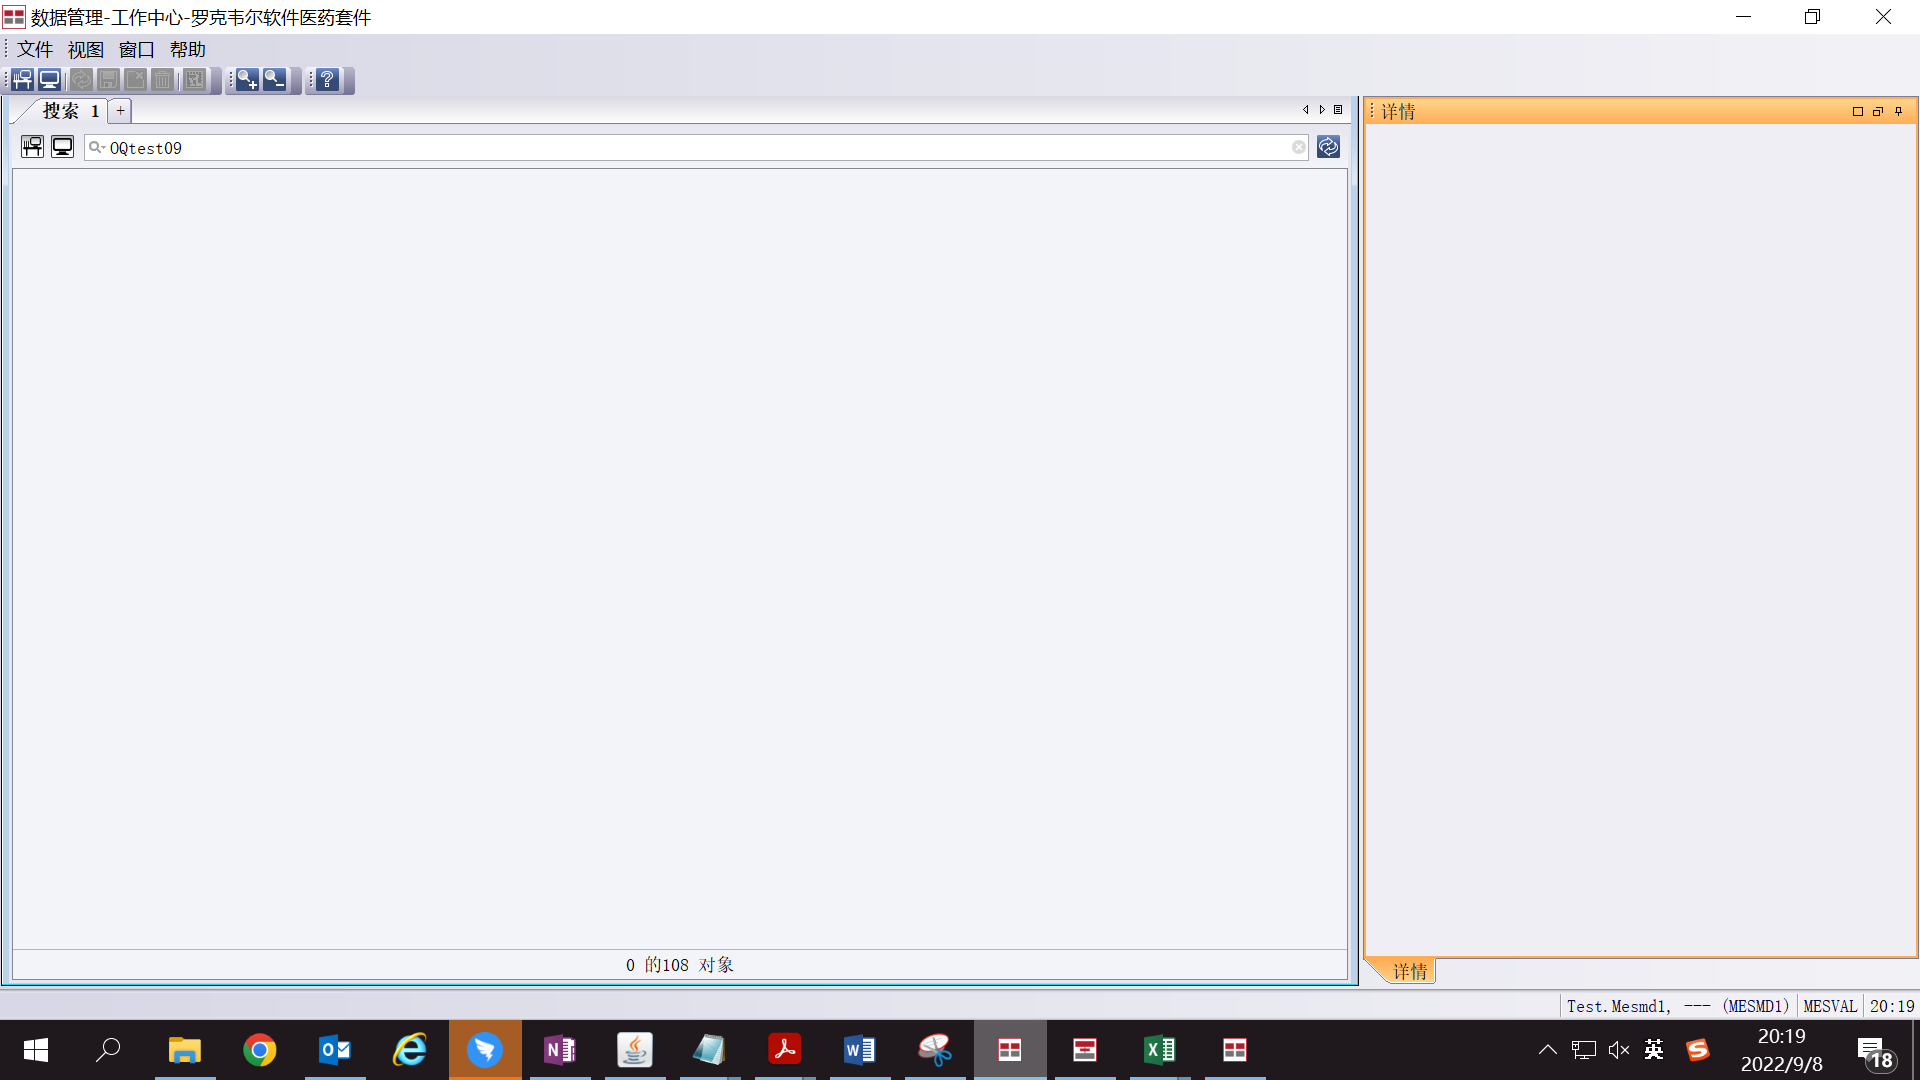 数据管理-工作中心-罗克韦尔软件医药套件
文件 视图 窗口 帮助
搜索 1 +
详情
OQtest09
0 的108 对象
详情
Test.Mesmd1, --- (MESMD1) MESVAL 20:19
英
20:19
2022/9/8
18